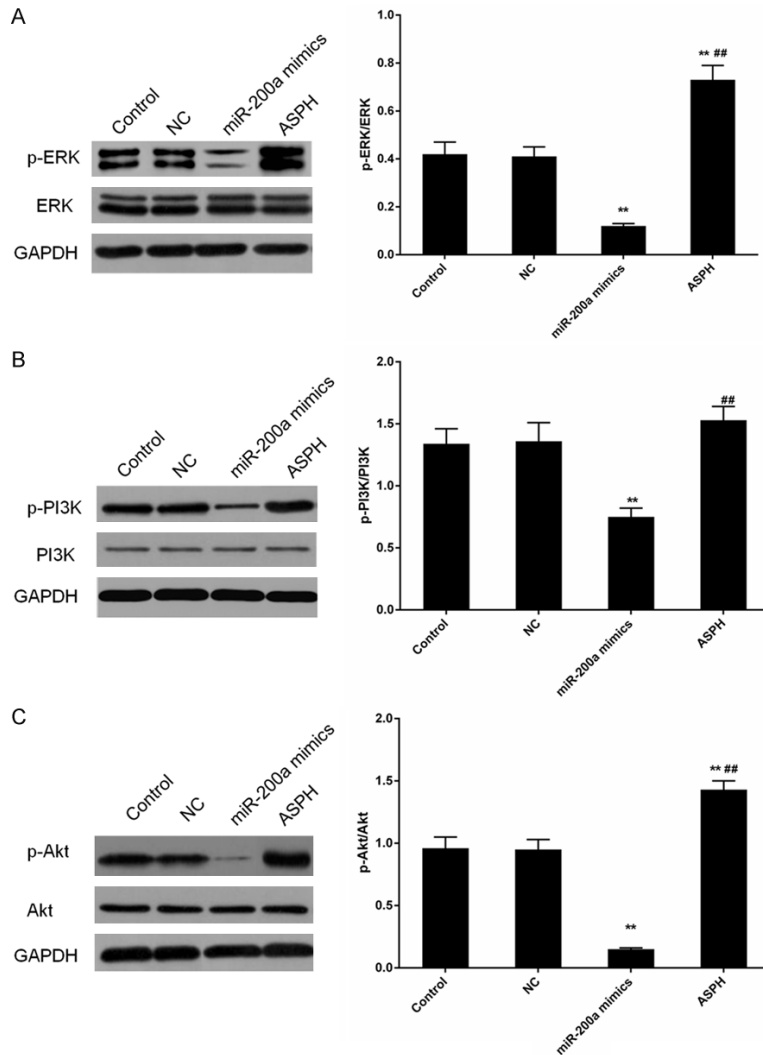 A
Control
NC
miR-200a mimics
ASPH
p-ERK
ERK
GAPDH
p-ERK/ERK
1.0
0.8
0.6
0.4
0.2
0.0
**
** ##
Control
NC
miR-200a mimics
ASPH
B
Control
NC
miR-200a mimics
ASPH
p-PI3K
PI3K
GAPDH
p-PI3K/PI3K
2.0
1.5
1.0
0.5
0.0
**
##
Control
NC
miR-200a mimics
ASPH
C
Control
NC
miR-200a mimics
ASPH
p-Akt
Akt
GAPDH
p-Akt/Akt
2.0
1.5
1.0
0.5
0.0
**
** ##
Control
NC
miR-200a mimics
ASPH